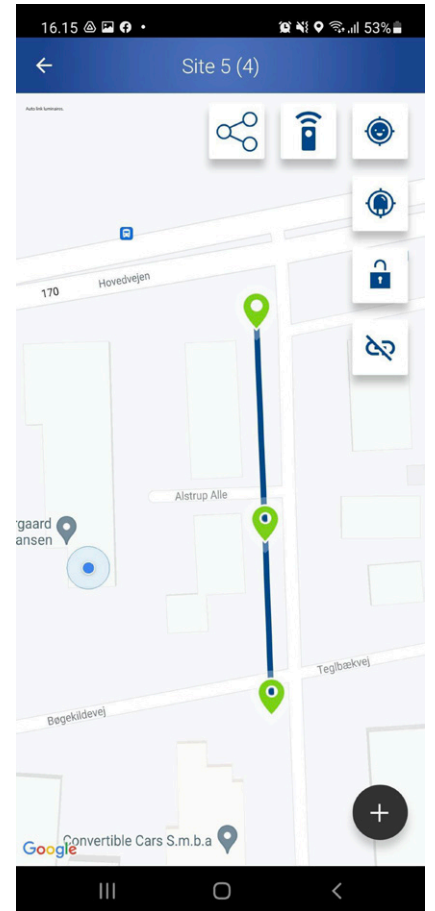 16.15
53%
Site 5 (4)
Auto link luminaires.
170
Hovedvejen
Alstrup Alle
rgaard
ansen
Teglbækvej
Bøgekildevej
Convertible Cars S.m.b.a
Google